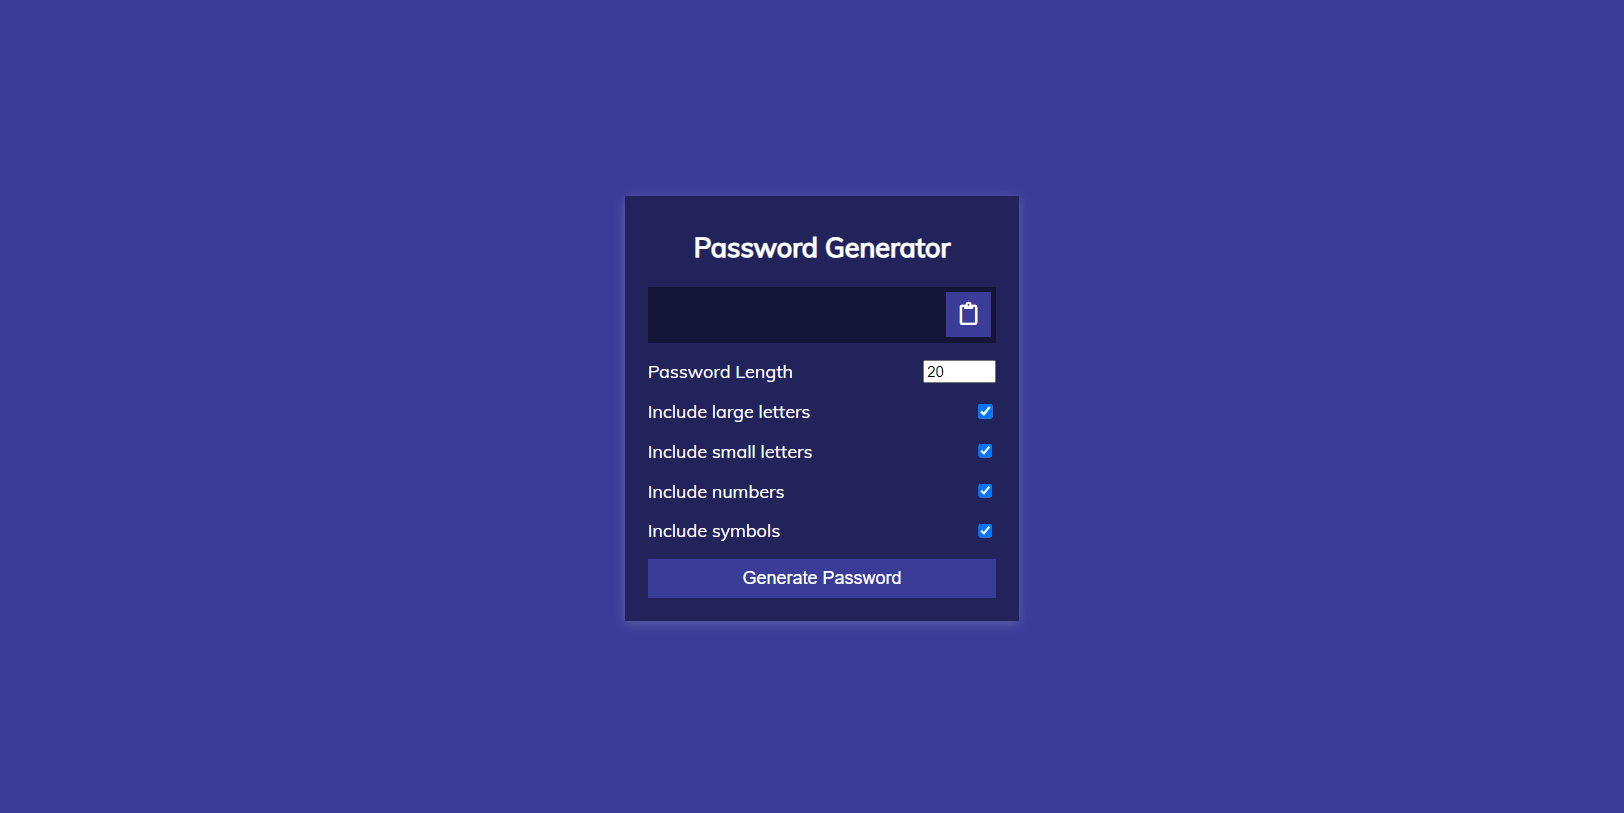 Password Generator
Password Length 20
Include large letters
Include small letters
Include numbers
Include symbols
Generate Password